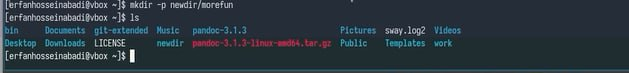 [erfanhosseinabadi@vbox ~]$ mkdir -p newdir/morefun
[erfanhosseinabadi@vbox ~]$ ls
bin Documents git-extended Music pandoc-3.1.3 Pictures sway.log2 Videos
Desktop Downloads LICENSE newdir pandoc-3.1.3-linux-amd64.tar.gz Public Templates work
[erfanhosseinabadi@vbox ~]$